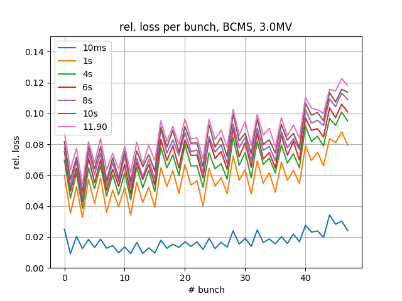 rel. loss per bunch, BCMS, 3.0MV
10ms
1s
4s
6s
8s
10s
11.90
0.14
0.12
0.10
0.08
0.06
0.04
0.02
0.00
rel. loss
0 10 20 30 40
# bunch